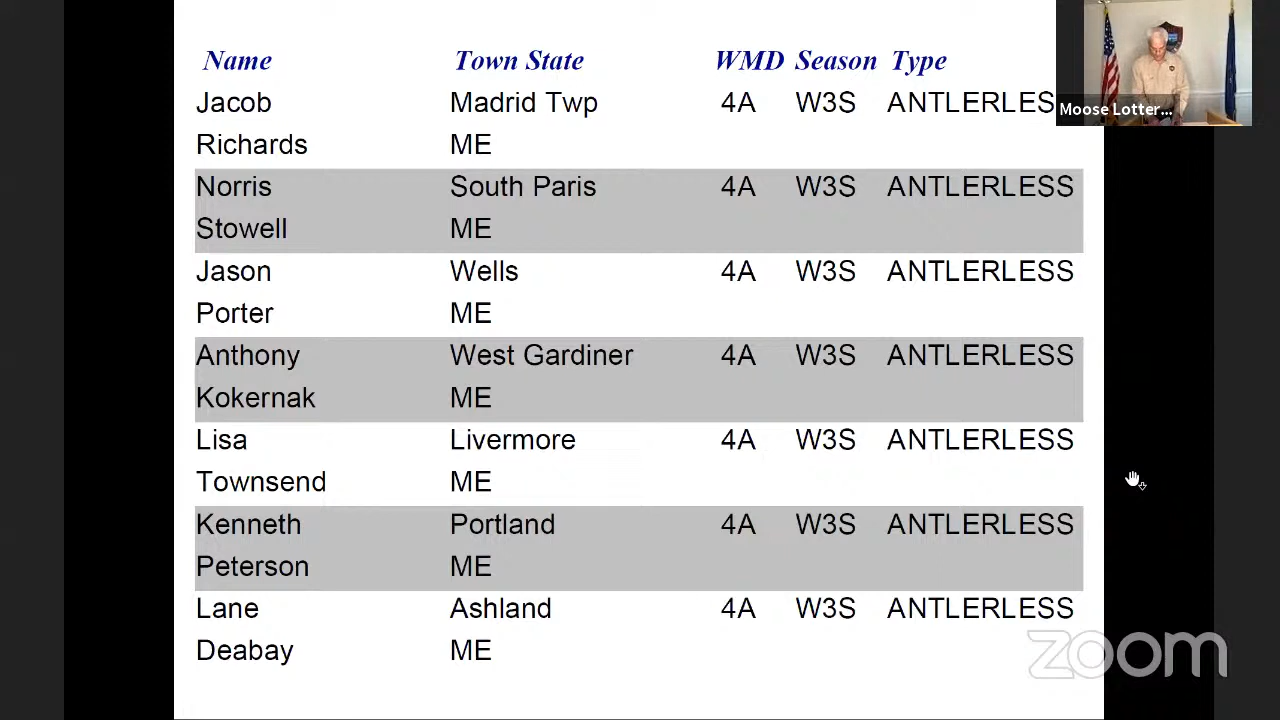 Name Town State WMD Season Type
Jacob Madrid Twp 4A W3S ANTLERLES
Richards ME
Norris South Paris 4A W3S ANTLERLESS
Stowell ME
Jason Wells 4A W3S ANTLERLESS
Porter ME
Anthony West Gardiner 4A W3S ANTLERLESS
Kokernak ME
Lisa Livermore 4A W3S ANTLERLESS
Townsend ME
Kenneth Portland 4A W3S ANTLERLESS
Peterson ME
Lane Ashland 4A W3S ANTLERLESS
Deabay ME
Moose Lotter...
zoom